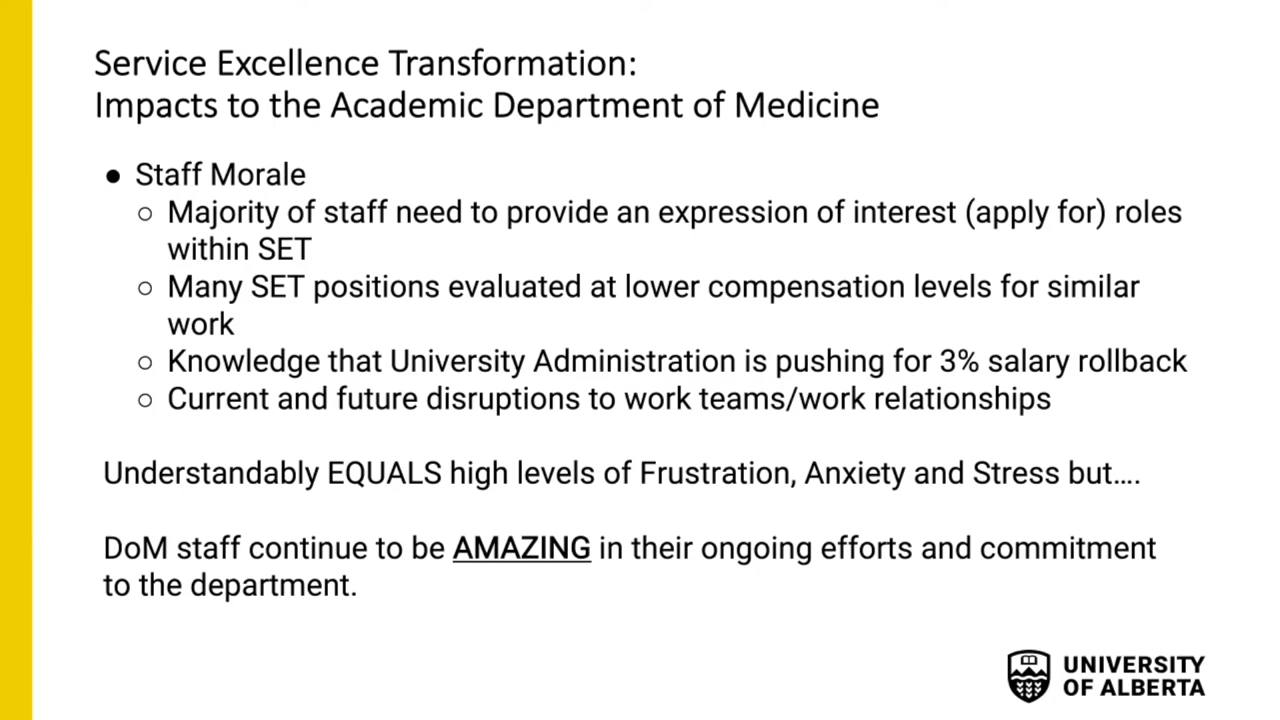 Service Excellence Transformation:
Impacts to the Academic Department of Medicine
● Staff Morale
○ Majority of staff need to provide an expression of interest (apply for) roles
within SET
○ Many SET positions evaluated at lower compensation levels for similar
work
○ Knowledge that University Administration is pushing for 3% salary rollback
○ Current and future disruptions to work teams/work relationships
Understandably EQUALS high levels of Frustration, Anxiety and Stress but....
DoM staff continue to be AMAZING in their ongoing efforts and commitment
to the department.
UNIVERSITY
OF ALBERTA